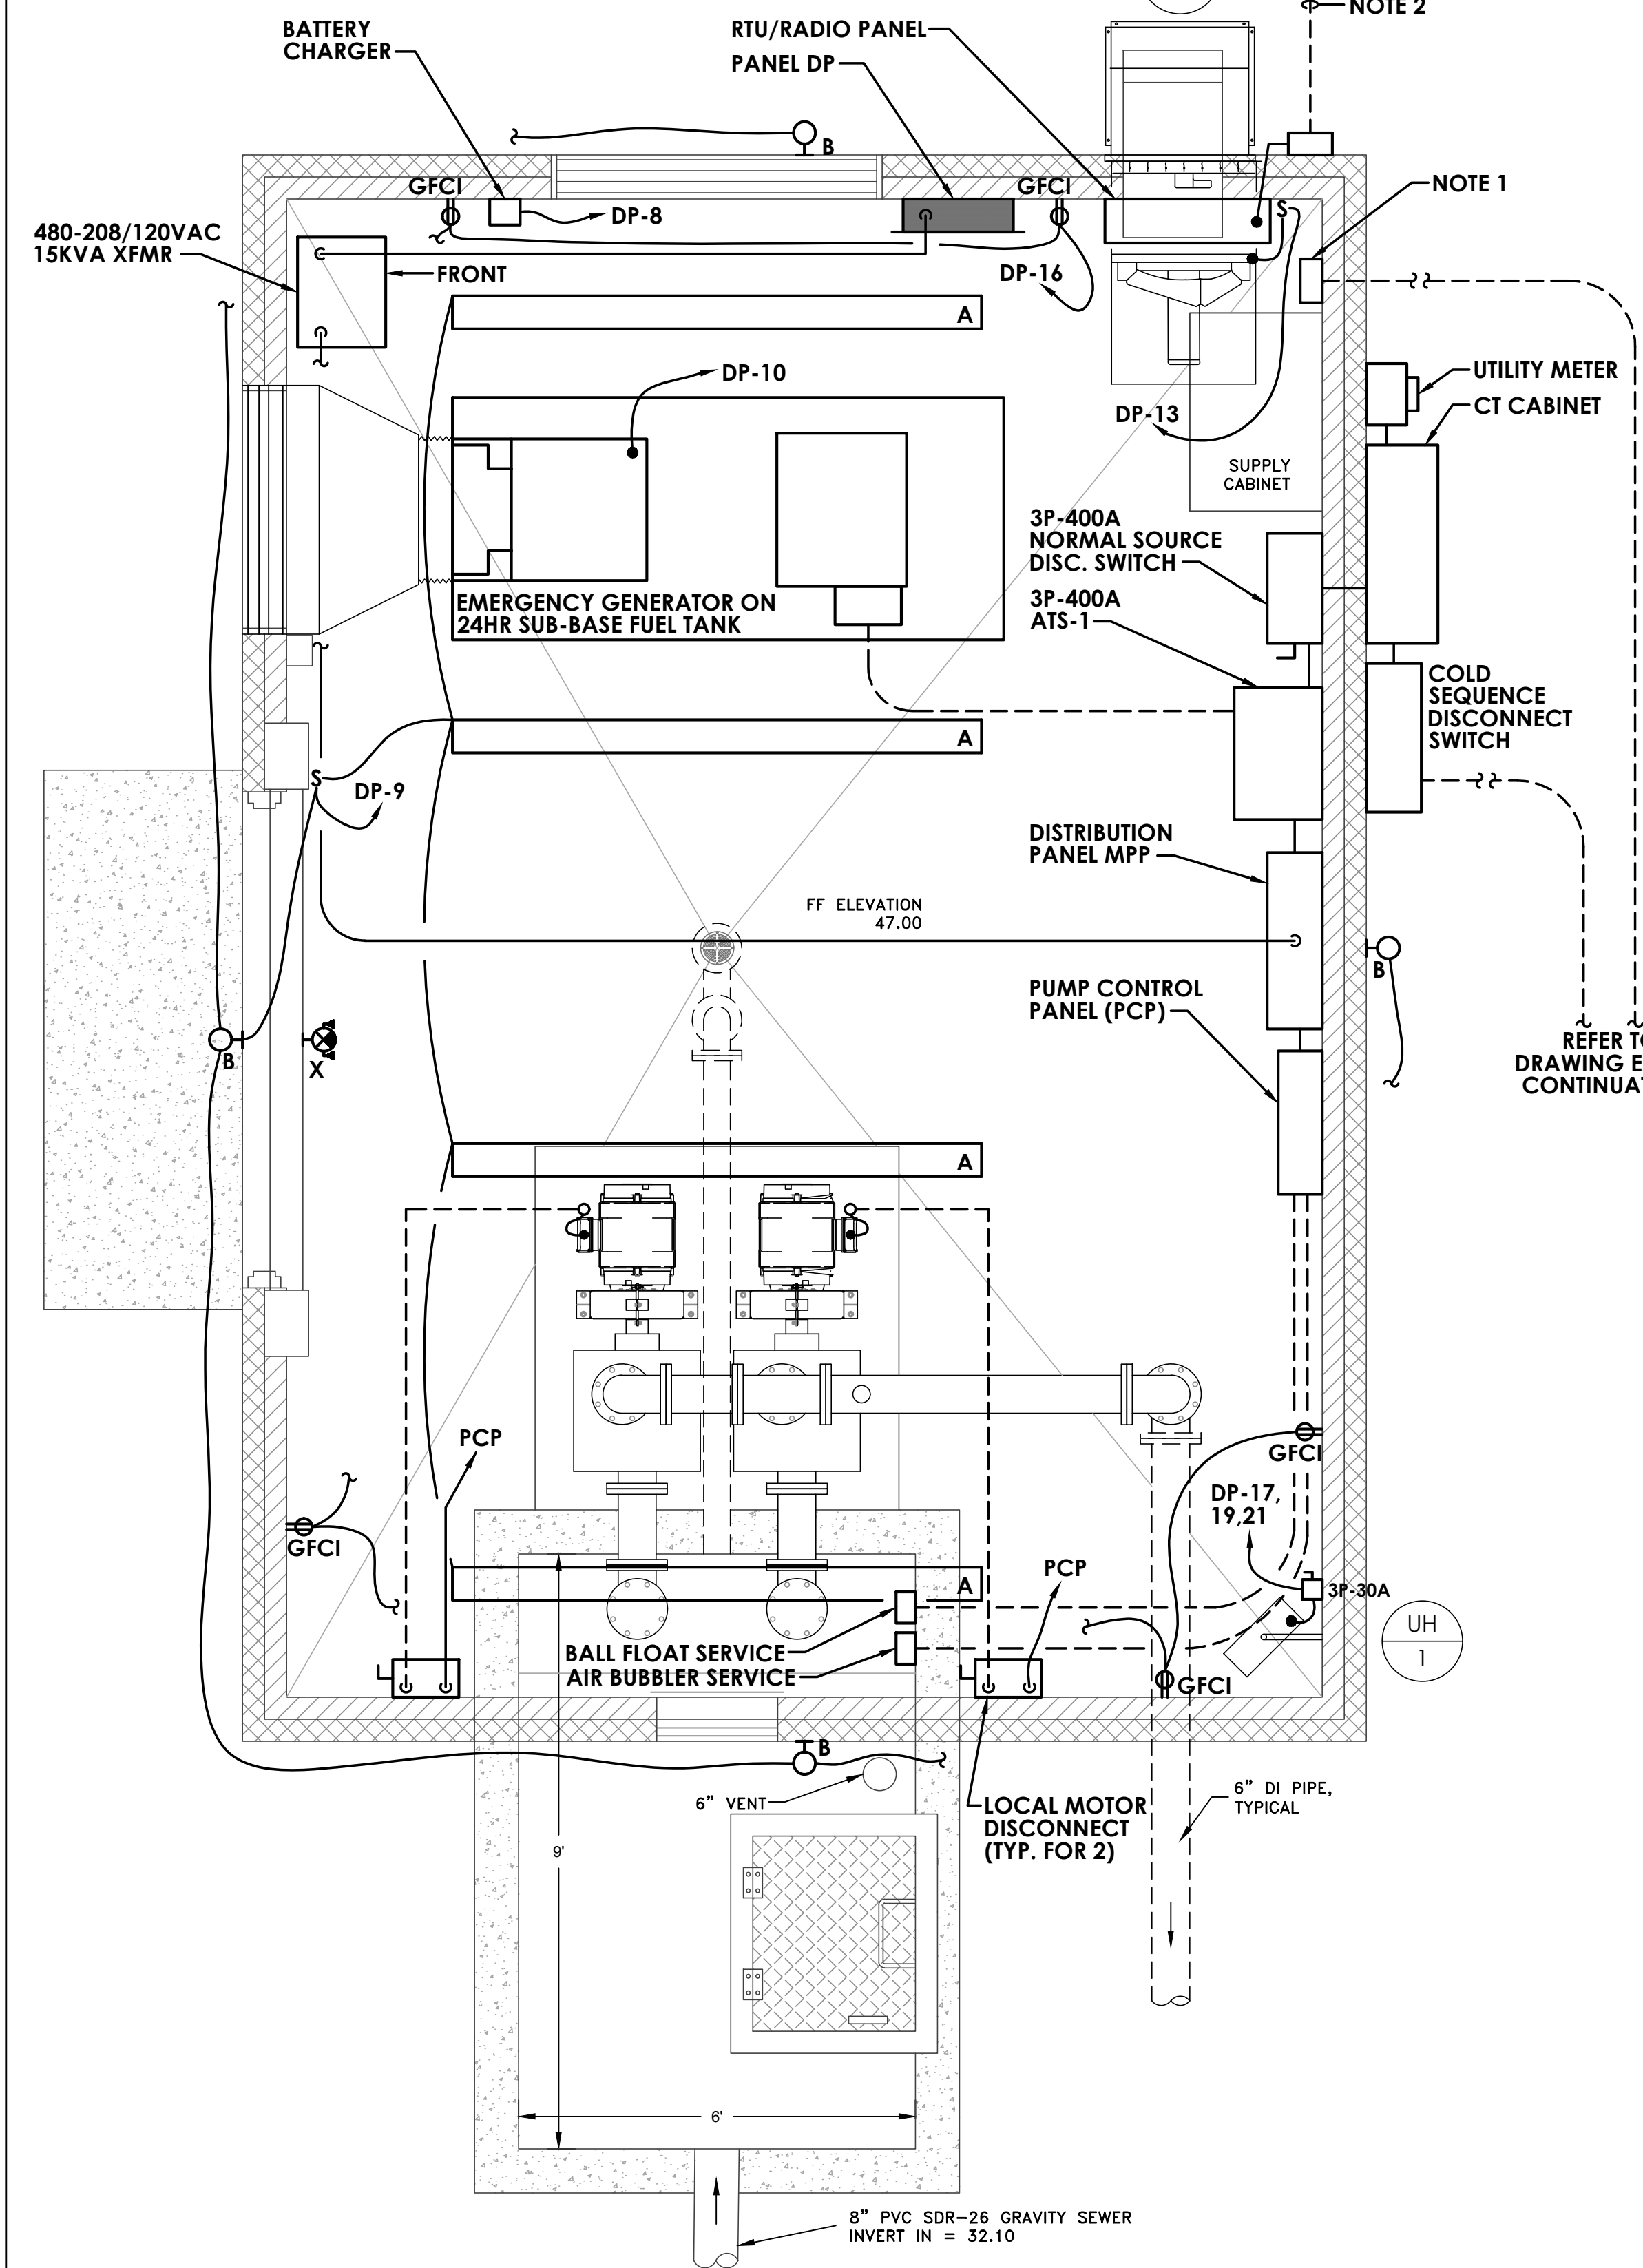 NOTE 2
BATTERY
CHARGER
RTU/RADIO PANEL
PANEL DP
B
GFCI
GFCI
NOTE 1
DP-8
S
480-208/120VAC
15KVA XFMR
FRONT
DP-16
A
UTILITY METER
DP-10
CT CABINET
DP-13
SUPPLY
CABINET
3P-400A
NORMAL SOURCE
DISC. SWITCH
3P-400A
ATS-1
EMERGENCY GENERATOR ON
24HR SUB-BASE FUEL TANK
COLD
SEQUENCE
DISCONNECT
SWITCH
A
S
DP-9
DISTRIBUTION
PANEL MPP
FF ELEVATION
47.00
B
PUMP CONTROL
PANEL (PCP)
REFER TO
DRAWING E
CONTINUAT
B
X
A
PCP
GFCI
DP-17,
19,21
GFCI
PCP
A
3P-30A
UH
1
BALL FLOAT SERVICE
AIR BUBBLER SERVICE
GFCI
B
6" VENT
LOCAL MOTOR
DISCONNECT
(TYP. FOR 2)
6" DI PIPE,
TYPICAL
9'
6'
8" PVC SDR-26 GRAVITY SEWER
INVERT IN = 32.10